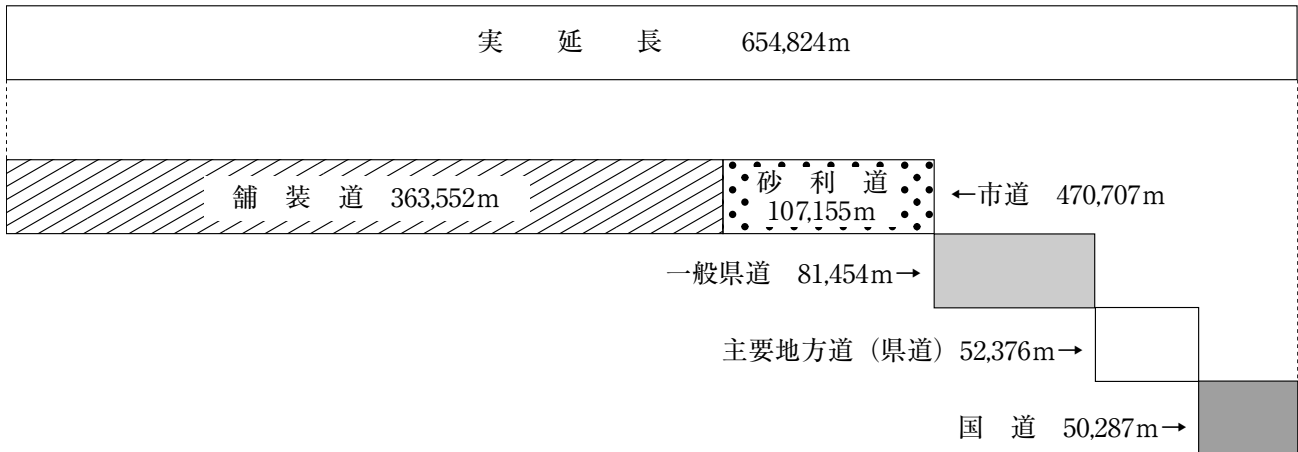 実　延　長　654,824m
舗　装　道　363,552m
砂　利　道
107,155m
←市道　470,707m
一般県道　81,454m→
主要地方道（県道）52,376m→
国　道　50,287m→